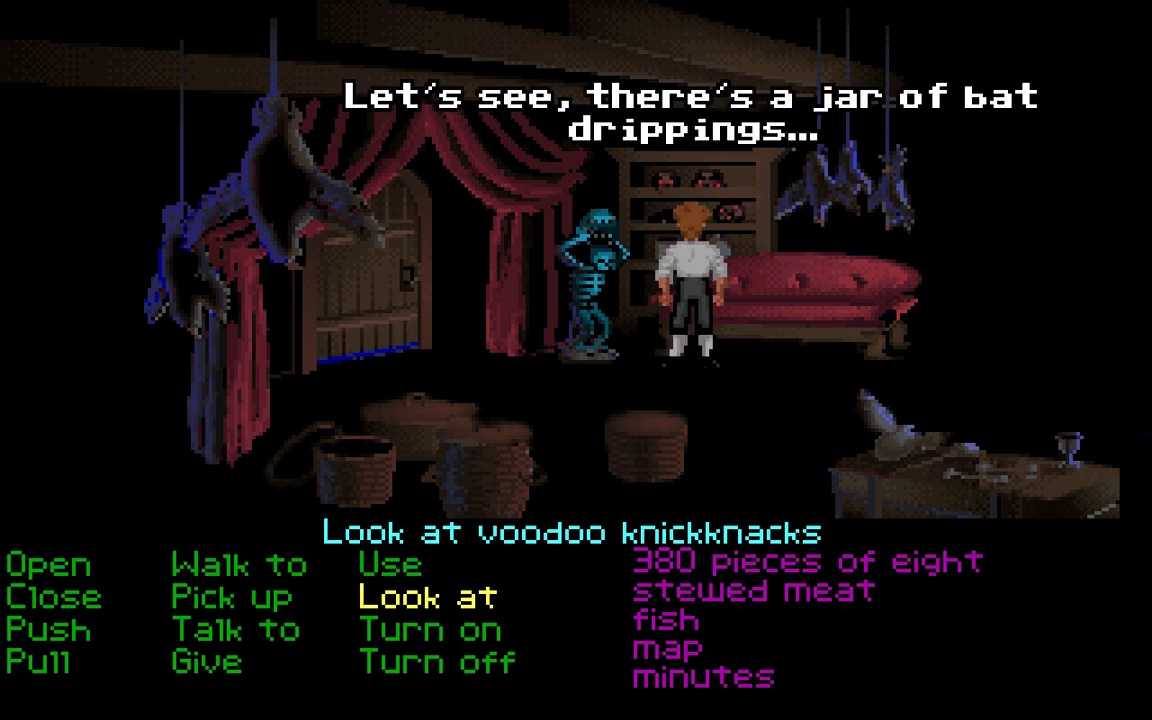 Let's see, there's a jar of bat
drippings...
Look at voodoo knickknacks
Open Walk to Use 380 pieces of eight
Close Pick up Look at stewed meat
Push Talk to Turn on fish
Pull Give Turn off map
minutes